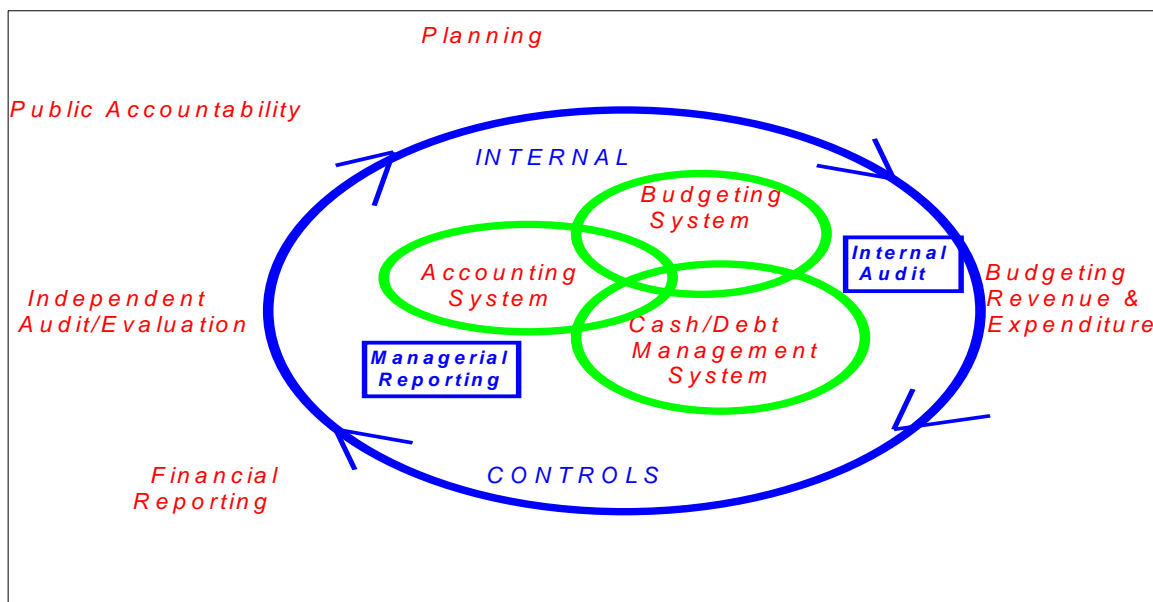 Planning
Public Accountability
INTERNAL
Budgeting
System
Internal
Audit
Accounting
System
Budgeting
Revenue &
Expenditure
Independent
Audit/Evaluation
Cash/Debt
Management
System
Managerial
Reporting
Financial
Reporting
CONTROLS